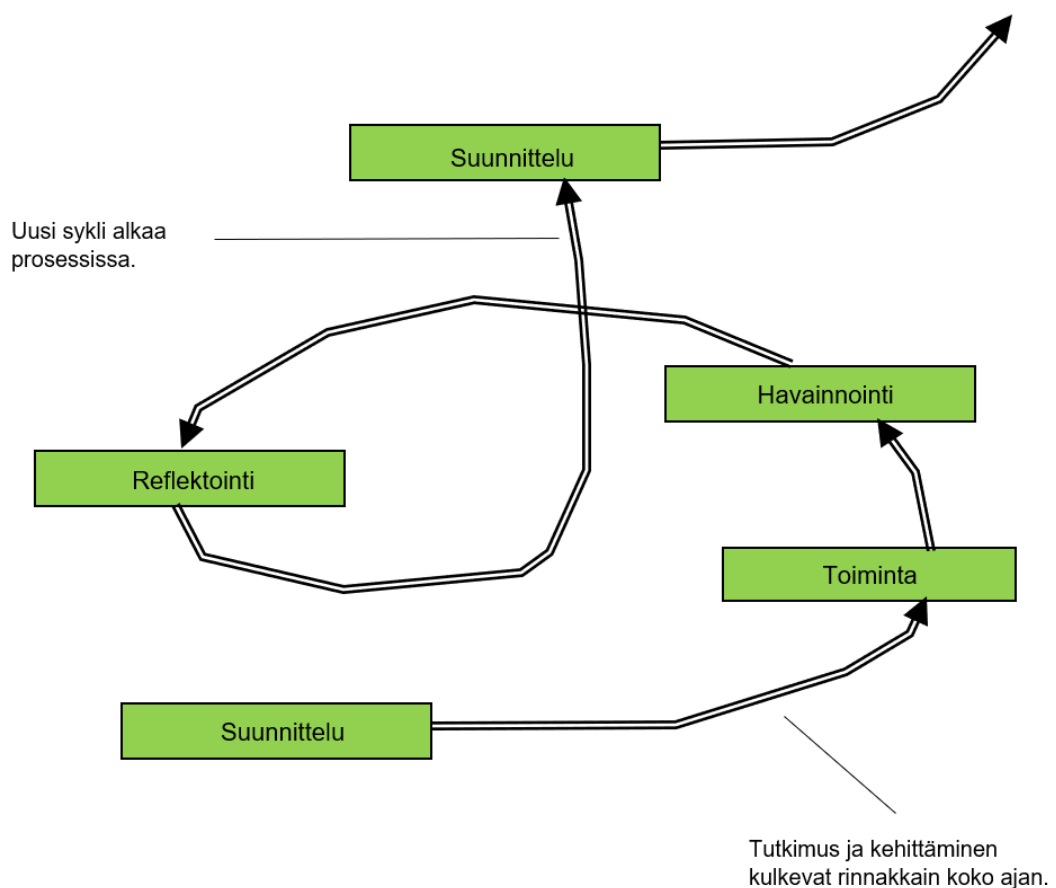 Suunnittelu
Uusi sykli alkaa
prosessissa.
Havainnointi
Reflektointi
Toiminta
Suunnittelu
Tutkimus ja kehittäminen
kulkevat rinnakkain koko ajan.